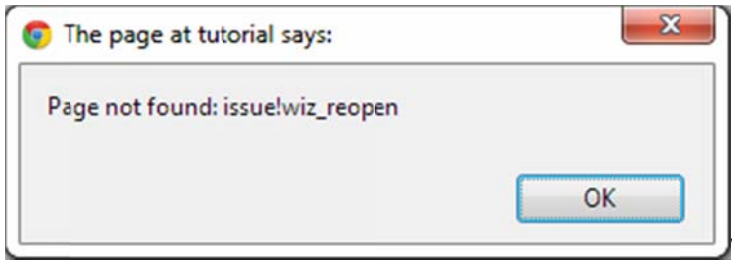 The page at tutorial says:
Page not found: issue!wiz_reopen
OK